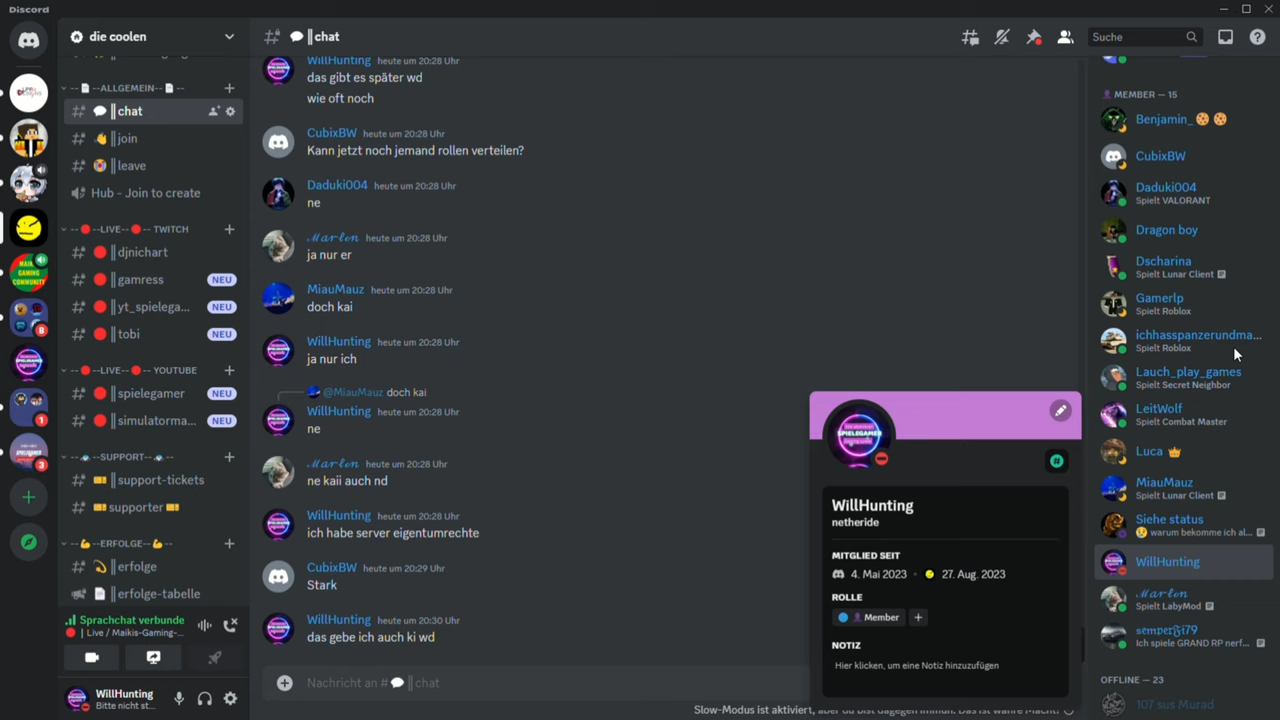 Discord
die coolen
chat
Suche
--ALLGEMEIN-- --
chat
join
leave
Hub - Join to create
--LIVE-- TWITCH
djnichart
gamress NEU
yt_spielega... NEU
tobi NEU
--LIVE-- YOUTUBE
spielegamer NEU
simulatorma... NEU
--SUPPORT-- --
support-tickets
supporter
--ERFOLGE-- --
erfolge
erfolge-tabelle
Sprachchat verbunde
| Live / Maikis-Gaming-...
WillHunting
Bitte nicht st...
WillHunting heute um 20:28 Uhr
das gibt es später wd
wie oft noch
CubixBW heute um 20:28 Uhr
Kann jetzt noch jemand rollen verteilen?
Daduki004 heute um 20:28 Uhr
ne
Marlon heute um 20:28 Uhr
ja nur er
MiauMauz heute um 20:28 Uhr
doch kai
WillHunting heute um 20:28 Uhr
ja nur ich
@MiauMauz doch kai
WillHunting heute um 20:28 Uhr
ne
Marlon heute um 20:28 Uhr
ne kaii auch nd
WillHunting heute um 20:28 Uhr
ich habe server eigentumrechte
CubixBW heute um 20:29 Uhr
Stark
WillHunting heute um 20:30 Uhr
das gebe ich auch ki wd
Nachricht an # chat
Slow-Modus ist aktiviert, aber du bist dagegen immun. Das ist wahre Macht!
SPIELEGAMER
WillHunting
netheride
MITGLIED SEIT
4. Mai 2023 • 27. Aug. 2023
ROLLE
Member +
NOTIZ
Hier klicken, um eine Notiz hinzuzufügen
MEMBER — 15
Benjamin_
CubixBW
Daduki004
Spielt VALORANT
Dragon boy
Dscharina
Spielt Lunar Client
Gamerlp
Spielt Roblox
ichhasspanzerundma...
Spielt Roblox
Lauch_play_games
Spielt Secret Neighbor
LeitWolf
Spielt Combat Master
Luca
MiauMauz
Spielt Lunar Client
Siehe status
warum bekomme ich al...
WillHunting
Marlon
Spielt LabyMod
semperFi79
Ich spiele GRAND RP nerf...
OFFLINE — 23
107 sus Murad